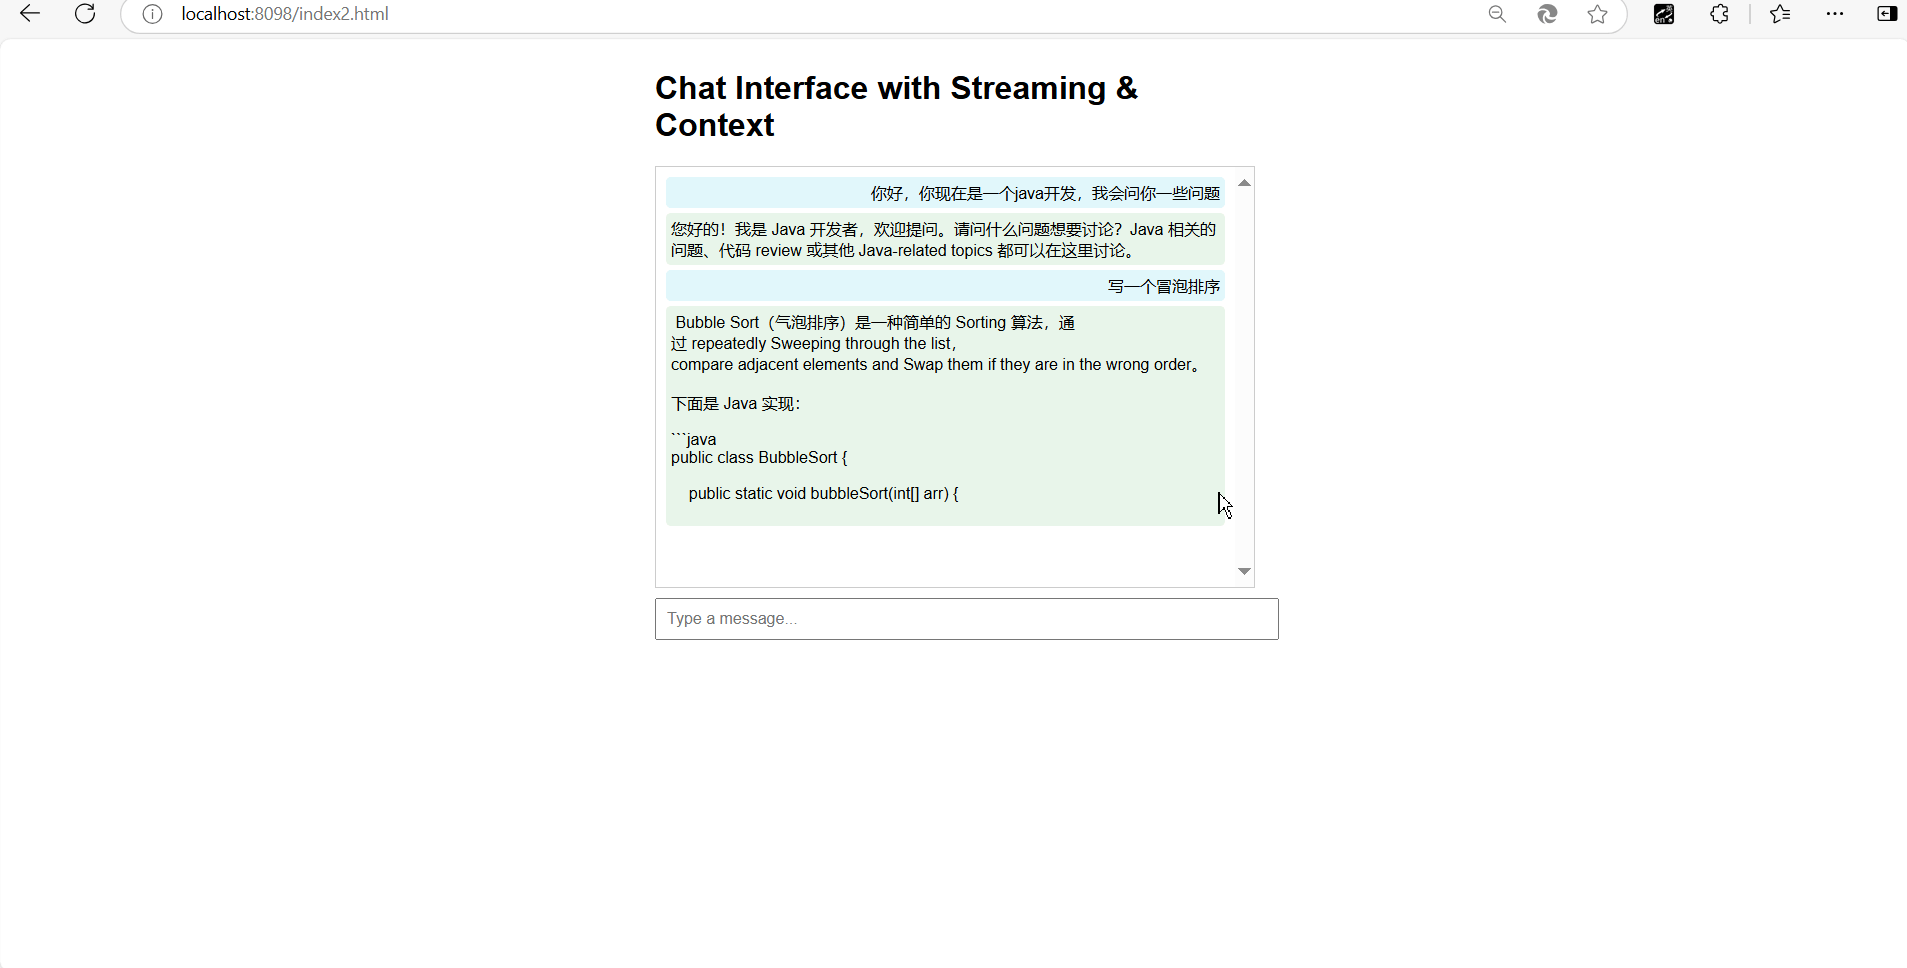 localhost:8098/index2.html
Chat Interface with Streaming &
Context
你好，你现在是一个java开发，我会问你一些问题
您好的！我是 Java 开发者，欢迎提问。请问什么问题想要讨论？Java 相关的
问题、代码 review 或其他 Java-related topics 都可以在这里讨论。
写一个冒泡排序
Bubble Sort（气泡排序）是一种简单的 Sorting 算法，通
过 repeatedly Sweeping through the list，
compare adjacent elements and Swap them if they are in the wrong order。
下面是 Java 实现：
```java
public class BubbleSort {
public static void bubbleSort(int[] arr) {
Type a message...